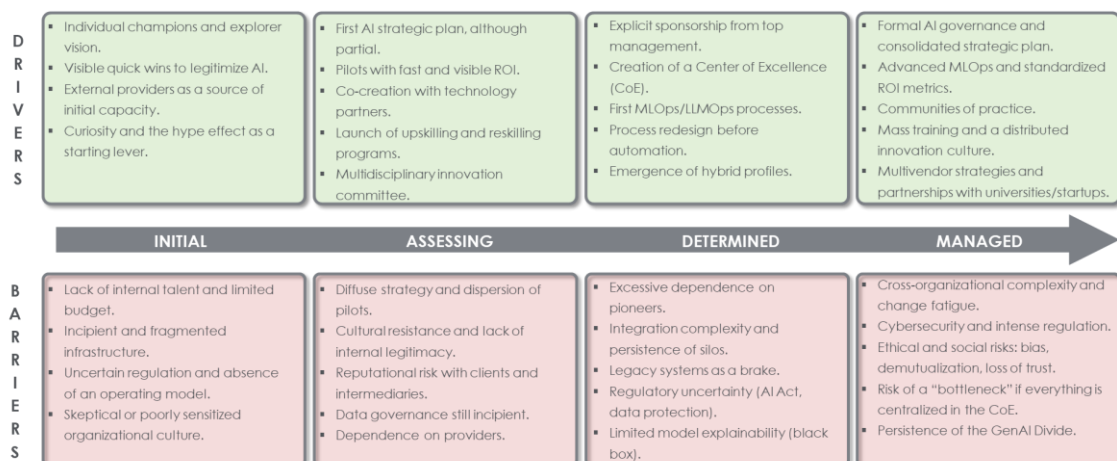 DRIVERS
▪ Individual champions and explorer
vision.
▪ Visible quick wins to legitimize AI.
▪ External providers as a source of
initial capacity.
▪ Curiosity and the hype effect as a
starting lever.
▪ First AI strategic plan, although
partial.
▪ Pilots with fast and visible ROI.
▪ Co-creation with technology
partners.
▪ Launch of upskilling and reskilling
programs.
▪ Multidisciplinary innovation
committee.
▪ Explicit sponsorship from top
management.
▪ Creation of a Center of Excellence
(CoE).
▪ First MLOps/LLMOps processes.
▪ Process redesign before
automation.
▪ Emergence of hybrid profiles.
▪ Formal AI governance and
consolidated strategic plan.
▪ Advanced MLOps and standardized
ROI metrics.
▪ Communities of practice.
▪ Mass training and a distributed
innovation culture.
▪ Multivendor strategies and
partnerships with universities/startups.
INITIAL
ASSESSING
DETERMINED
MANAGED
BARRIERS
▪ Lack of internal talent and limited
budget.
▪ Incipient and fragmented
infrastructure.
▪ Uncertain regulation and absence
of an operating model.
▪ Skeptical or poorly sensitized
organizational culture.
▪ Diffuse strategy and dispersion of
pilots.
▪ Cultural resistance and lack of
internal legitimacy.
▪ Reputational risk with clients and
intermediaries.
▪ Data governance still incipient.
▪ Dependence on providers.
▪ Excessive dependence on
pioneers.
▪ Integration complexity and
persistence of silos.
▪ Legacy systems as a brake.
▪ Regulatory uncertainty (AI Act,
data protection).
▪ Limited model explainability (black
box).
▪ Cross-organizational complexity and
change fatigue.
▪ Cybersecurity and intense regulation.
▪ Ethical and social risks: bias,
demutualization, loss of trust.
▪ Risk of a “bottleneck” if everything is
centralized in the CoE.
▪ Persistence of the GenAI Divide.